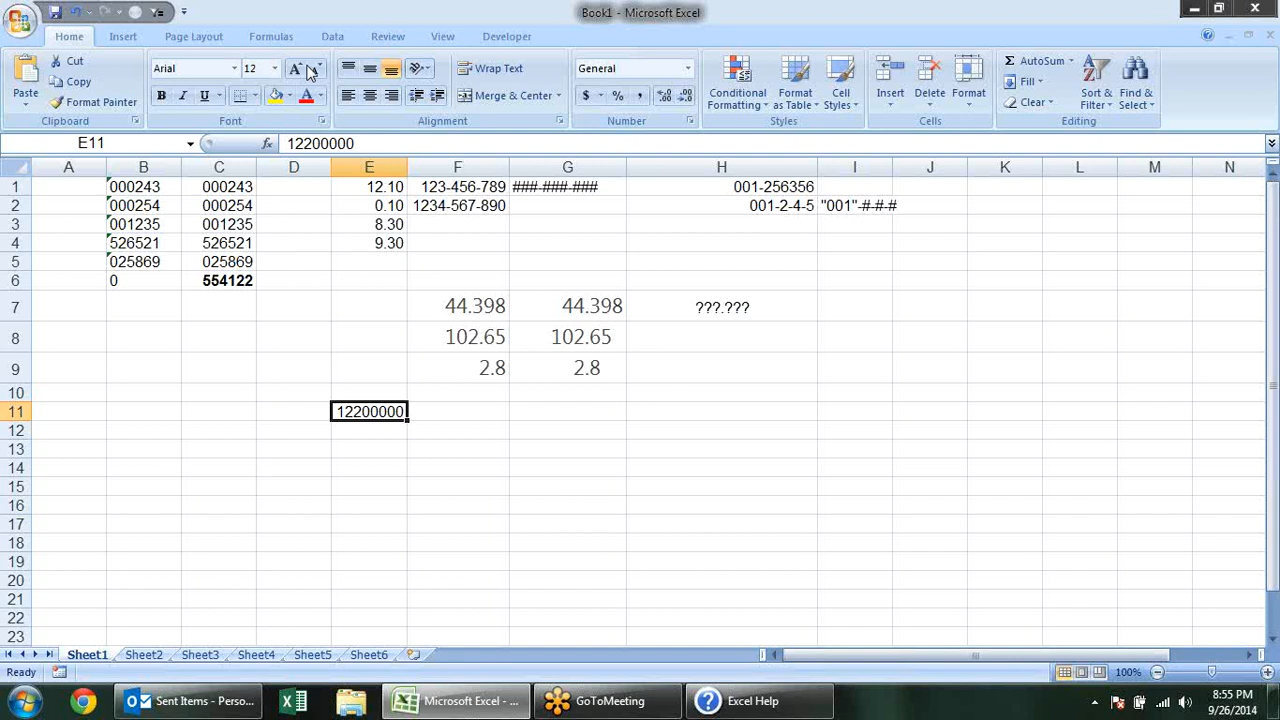 Book1 - Microsoft Excel
Home Insert Page Layout Formulas Data Review View Developer
Paste Cut Copy Format Painter Clipboard
Arial 12 B I U A Font
Wrap Text Merge & Center Alignment
General $ % , Number
Conditional Formatting Format as Table Cell Styles Styles
Insert Delete Format Cells
Σ AutoSum Fill Clear Sort & Filter Find & Select Editing
E11 fx 12200000
A B C D E F G H I J K L M N
1 000243 000243 12.10 123-456-789 ###-###-### 001-256356
2 000254 000254 0.10 1234-567-890 001-2-4-5 "001"-#-#-#
3 001235 001235 8.30
4 526521 526521 9.30
5 025869 025869
6 0 554122
7 44.398 44.398 ???.???
8 102.65 102.65
9 2.8 2.8
10
11 12200000
12
13
14
15
16
17
18
19
20
21
22
23
Sheet1 Sheet2 Sheet3 Sheet4 Sheet5 Sheet6
Ready 100%
Sent Items - Perso... Microsoft Excel - ... GoToMeeting Excel Help 8:55 PM
9/26/2014